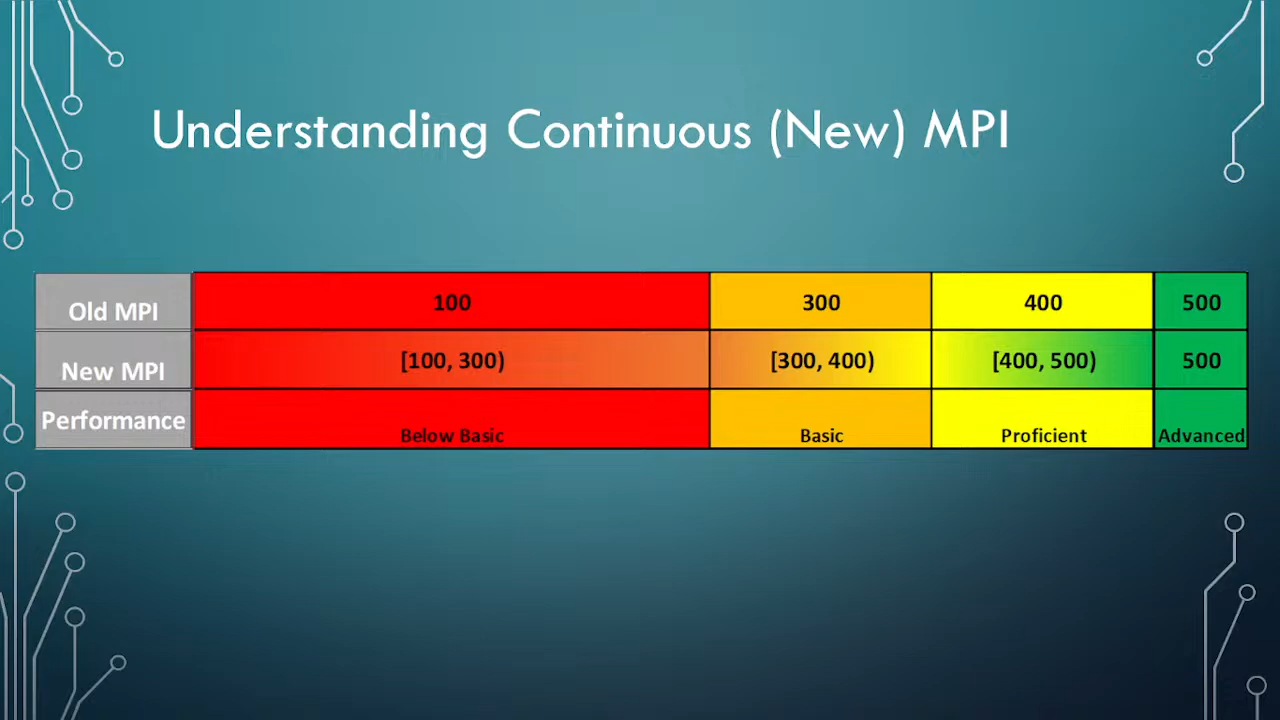 Understanding Continuous (New) MPI
Old MPI 100 300 400 500
New MPI [100, 300) [300, 400) [400, 500) 500
Performance Below Basic Basic Proficient Advanced